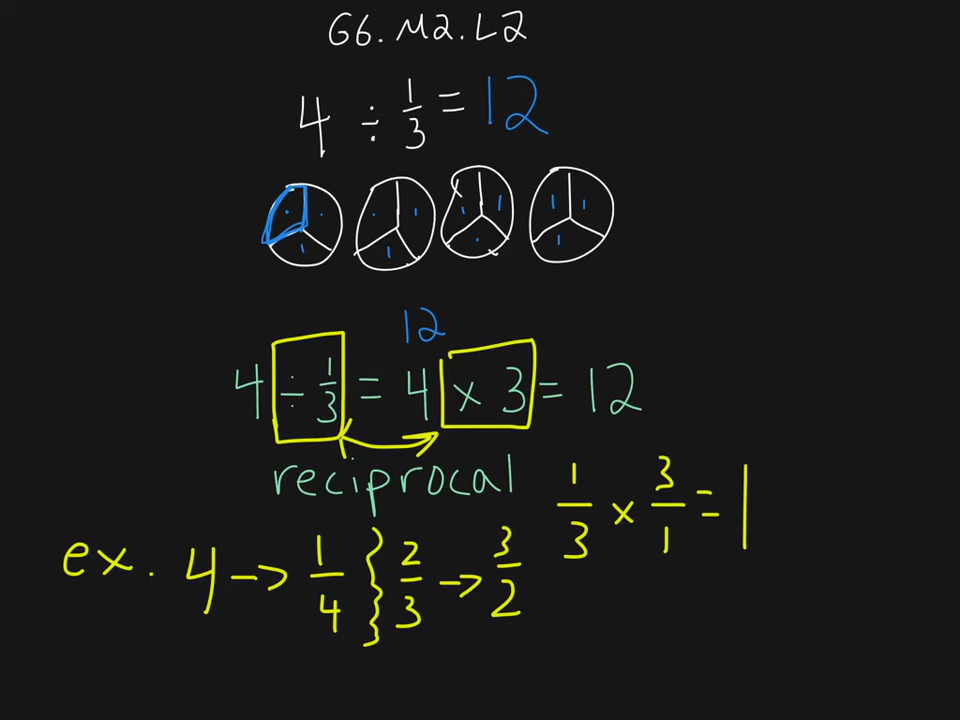 G6.M2.L2
4 ÷ 1/3 = 12
12
4 ÷ 1/3 = 4 x 3 = 12
reciprocal
1/3 x 3/1 = 1
ex. 4 -> 1/4 } 2/3 -> 3/2